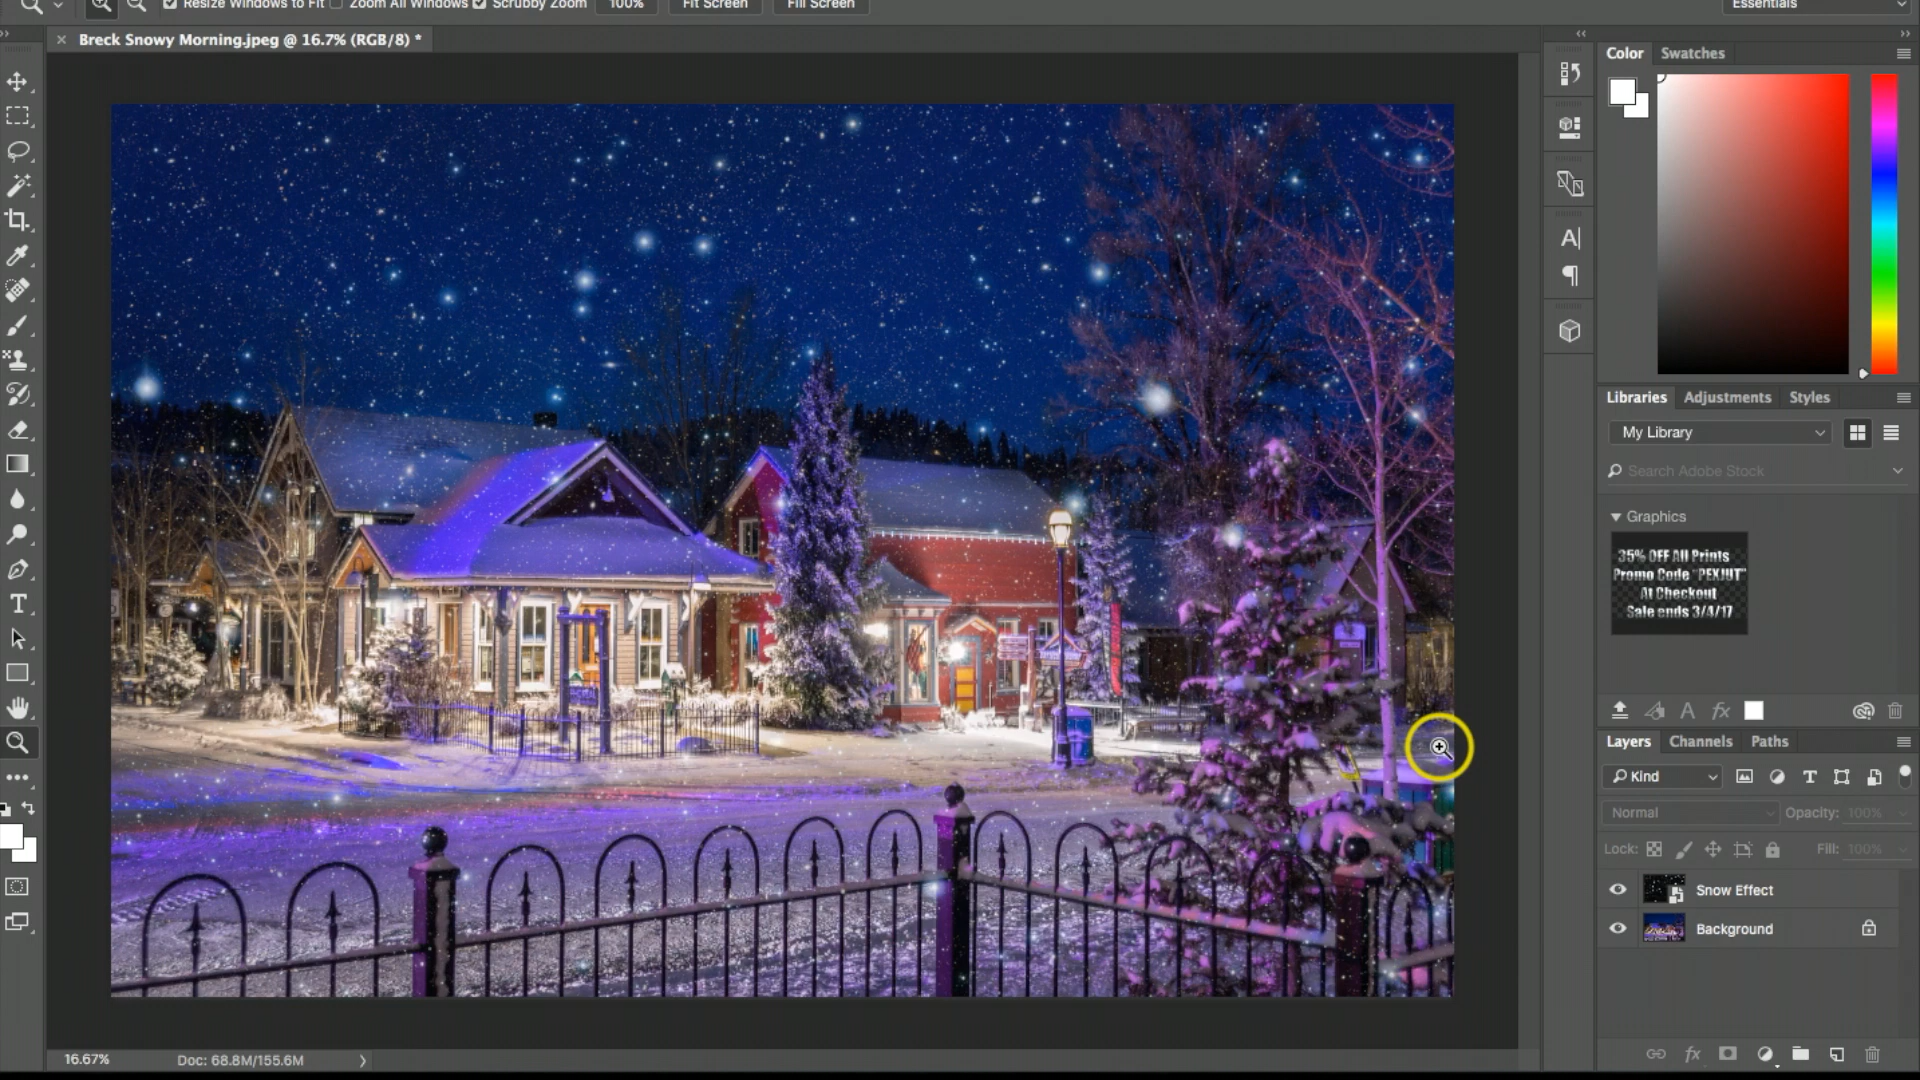 Resize Windows to Fit
Zoom All Windows
Scrubby Zoom
100%
Fit Screen
Fill Screen
Essentials
Breck Snowy Morning.jpeg @ 16.7% (RGB/8) *
Color
Swatches
Libraries
Adjustments
Styles
My Library
Search Adobe Stock
Graphics
35% OFF All Prints
Promo Code "PEXJUT"
At Checkout
Sale ends 3/4/17
Layers
Channels
Paths
Kind
Normal
Opacity: 100%
Lock:
Fill: 100%
Snow Effect
Background
16.67%
Doc: 68.8M/155.6M